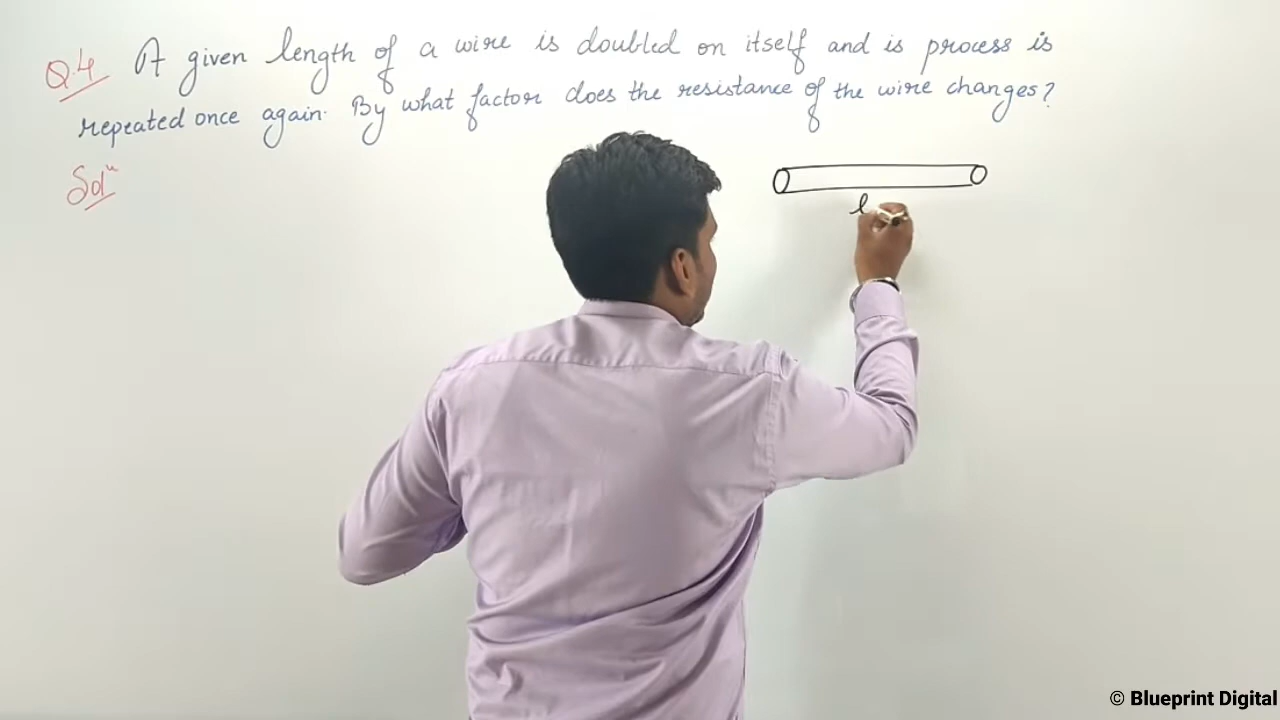 Q.4 A given length of a wire is doubled on itself and is process is
repeated once again. By what factor does the resistance of the wire changes?
Solⁿ
l
© Blueprint Digital